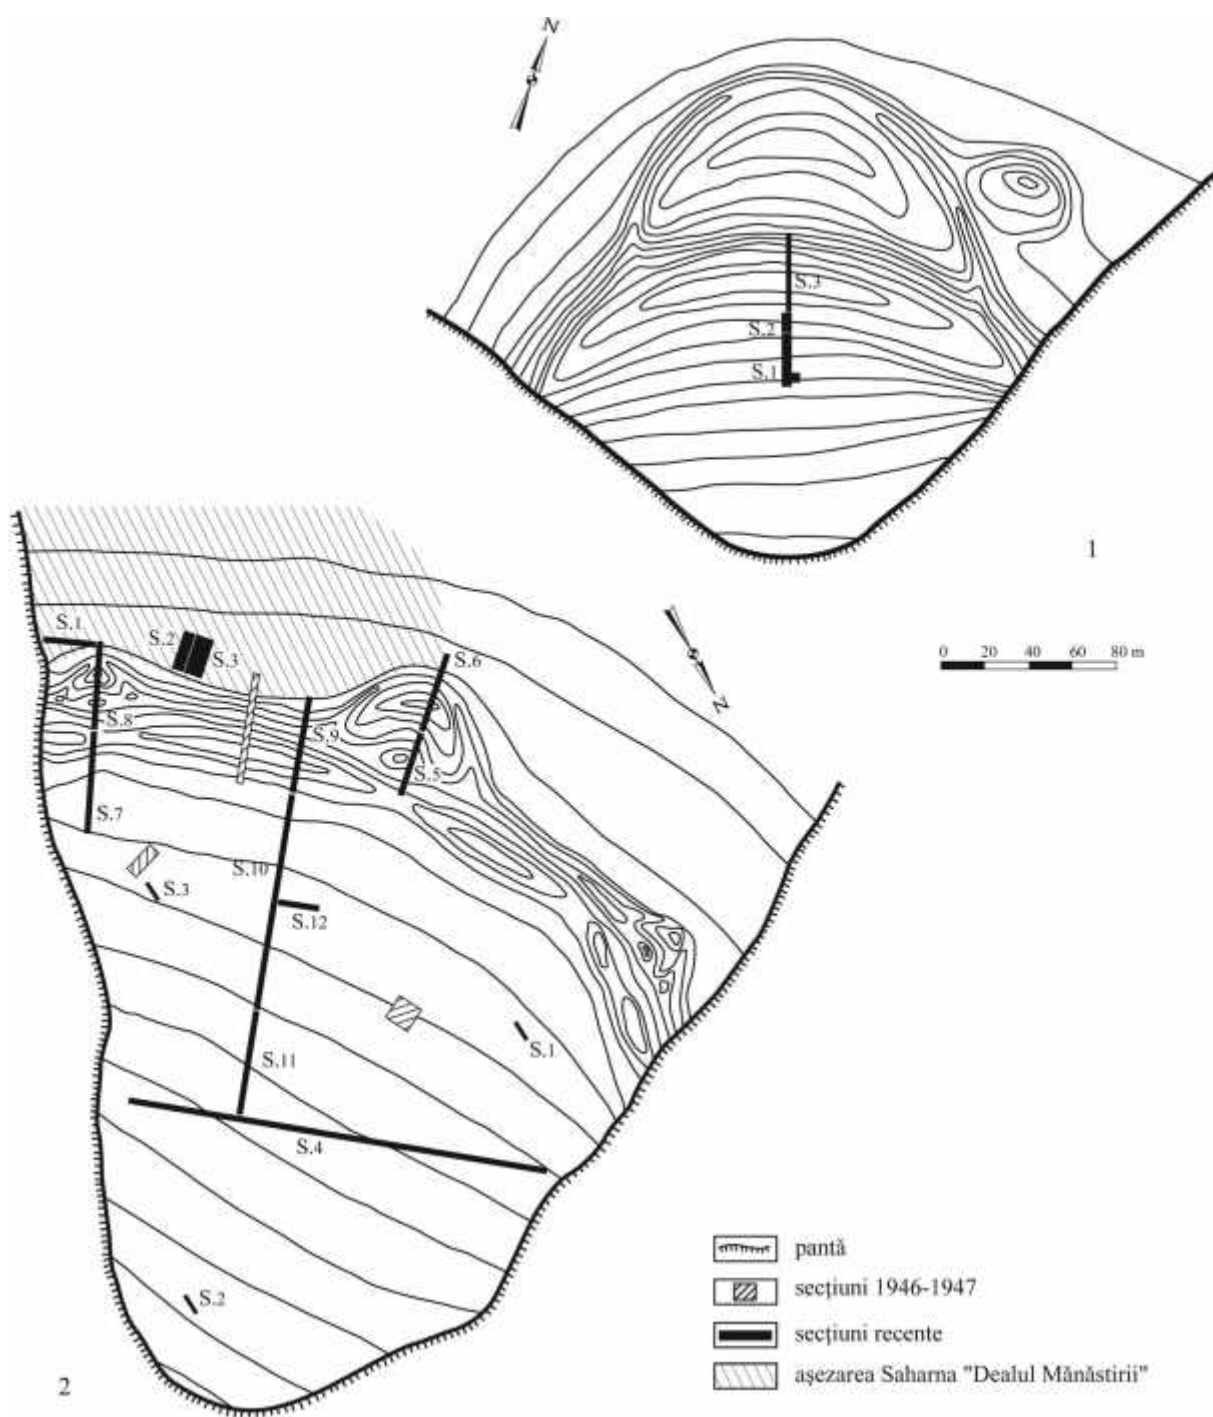 N
S.3
S.2
S.1
1
0 20 40 60 80 m
S.1
S.2
S.3
S.6
N
S.8
S.9
S.5
S.7
S.10
S.3
S.12
S.1
S.11
S.4
S.2
2
pantă
secțiuni 1946-1947
secțiuni recente
așezarea Saharna "Dealul Mănăstirii"